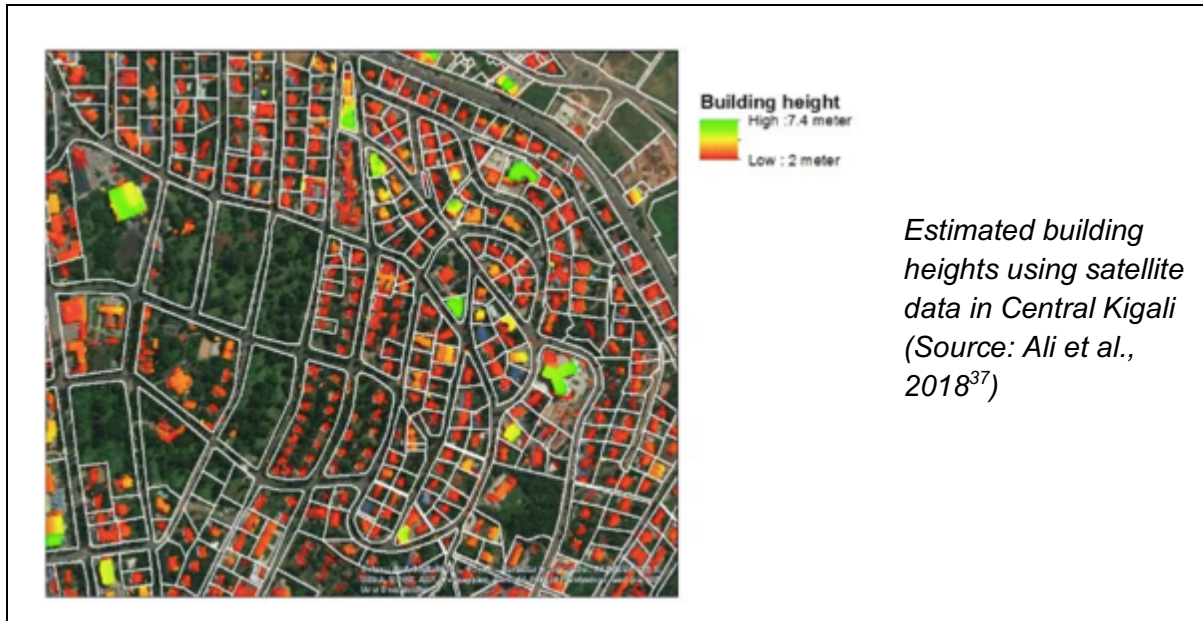 Building height
High :7.4 meter
Low : 2 meter
Estimated building
heights using satellite
data in Central Kigali
(Source: Ali et al.,
2018³⁷)